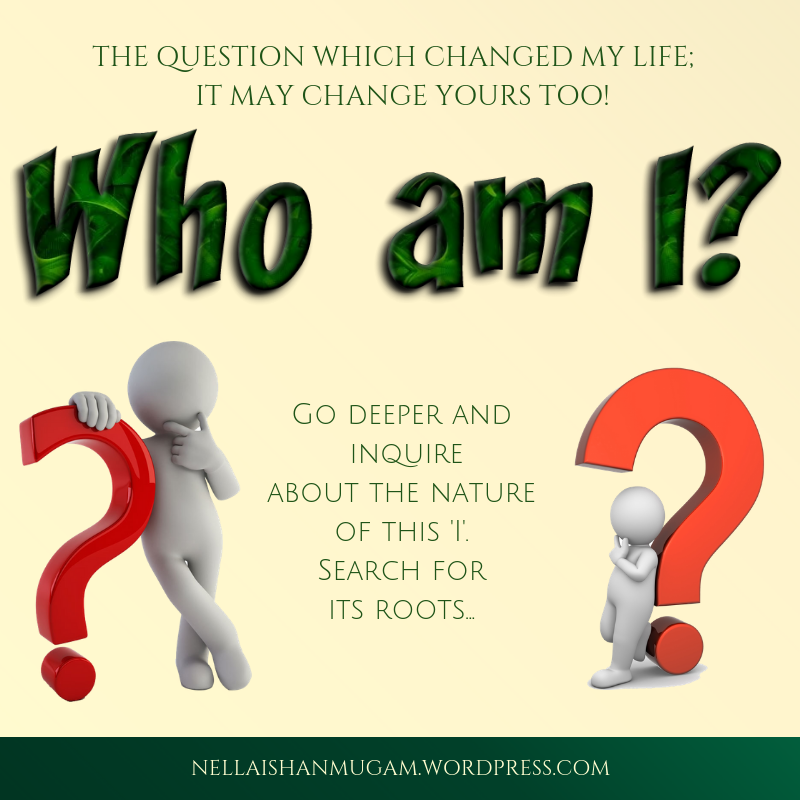 THE QUESTION WHICH CHANGED MY LIFE;
IT MAY CHANGE YOURS TOO!
Who am I?
GO DEEPER AND
INQUIRE
ABOUT THE NATURE
OF THIS 'I'.
SEARCH FOR
ITS ROOTS...
NELLAISHANMUGAM.WORDPRESS.COM